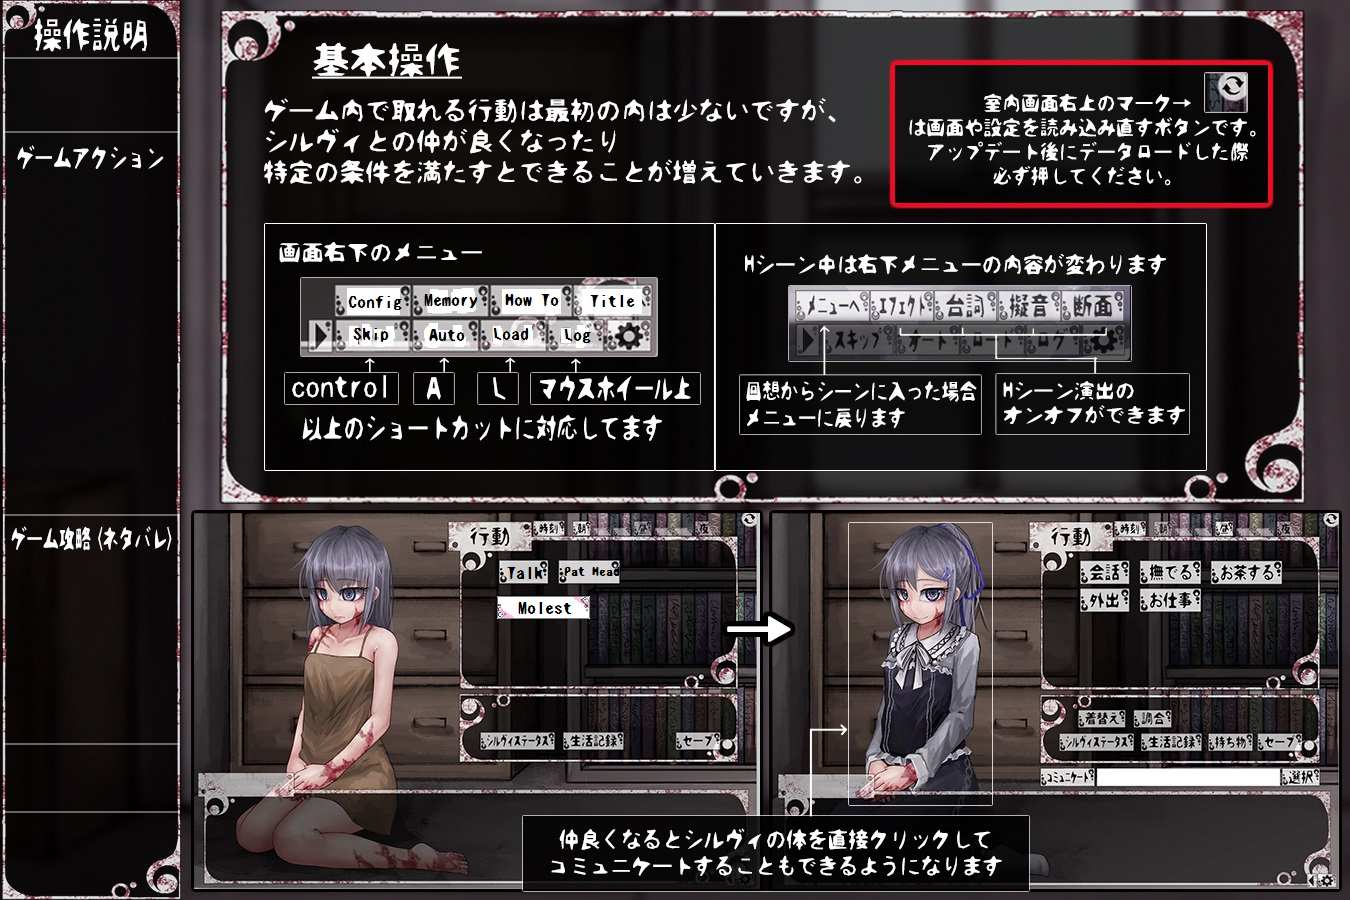 操作説明
ゲームアクション
ゲーム攻略（ネタバレ）
基本操作
ゲーム内で取れる行動は最初の内は少ないですが、
シルヴィとの仲が良くなったり
特定の条件を満たすとできることが増えていきます。
室内画面右上のマーク→
は画面や設定を読み込み直すボタンです。
アップデート後にデータロードした際
必ず押してください。
画面右下のメニュー
Config Memory How To Title
Skip Auto Load Log
control A L マウスホイール上
以上のショートカットに対応してます
Hシーン中は右下メニューの内容が変わります
メニューへ エフェクト 台詞 擬音 断面
スキップ オート ロード ログ
回想からシーンに入った場合
メニューに戻ります
Hシーン演出の
オンオフができます
行動 時刻 朝 昼 夜
Talk Pat Head
Molest
シルヴィステータス 生活記録 セーブ
行動 時刻 朝 昼 夜
会話 撫でる お茶する
外出 お仕事
着替え 調合
シルヴィステータス 生活記録 持ち物 セーブ
コミュニケート 選択
仲良くなるとシルヴィの体を直接クリックして
コミュニケートすることもできるようになります